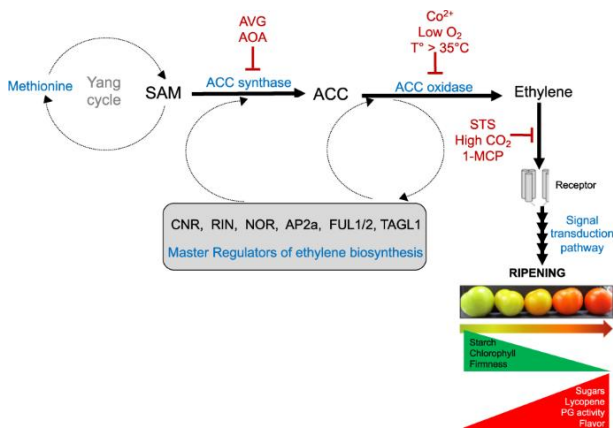 AVG
AOA
Co²⁺
Low O₂
T° > 35°C
Methionine
Yang
cycle
SAM
ACC synthase
ACC
ACC oxidase
Ethylene
STS
High CO₂
1-MCP
Receptor
CNR, RIN, NOR, AP2a, FUL1/2, TAGL1
Master Regulators of ethylene biosynthesis
Signal
transduction
pathway
RIPENING
Starch
Chlorophyll
Firmness
Sugars
Lycopene
PG activity
Flavor